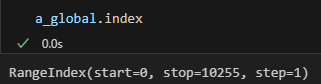 a_global.index
0.0s
RangeIndex(start=0, stop=10255, step=1)